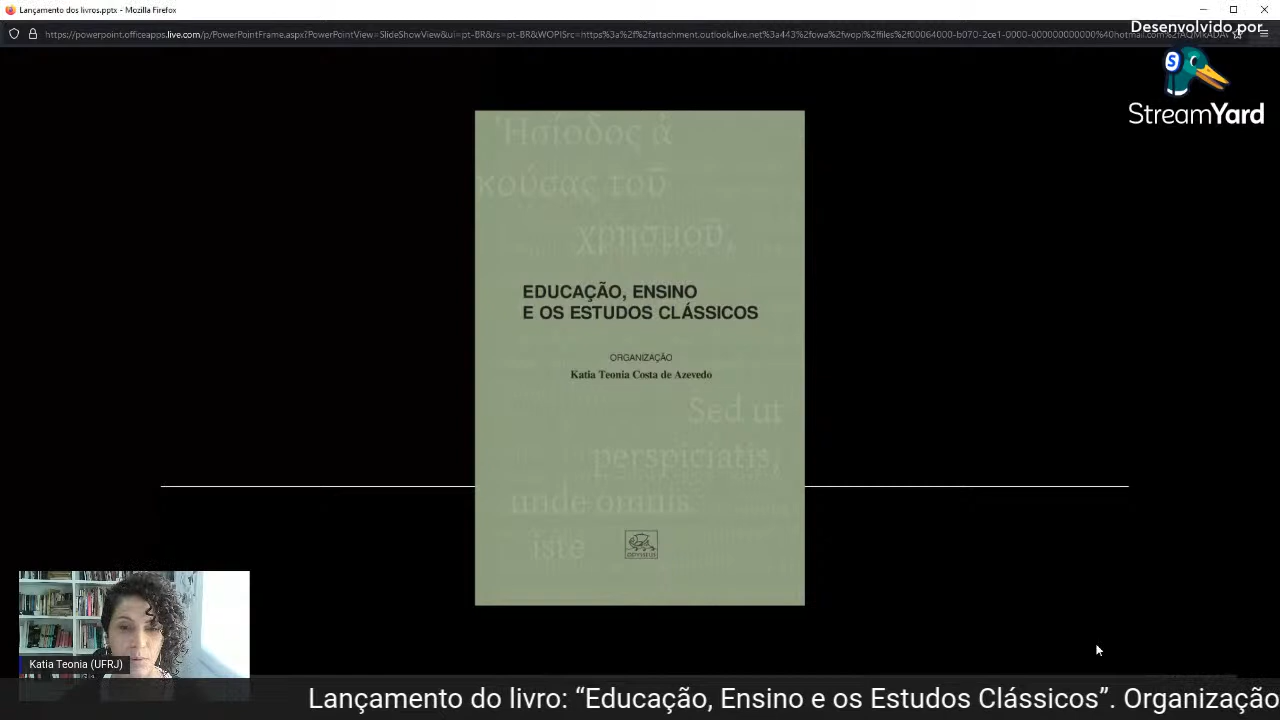 Lançamento dos livros.pptx - Mozilla Firefox
Desenvolvido por
StreamYard
Ἡσίοδος ἀ
κούσας τοῦ
χρησμοῦ,
EDUCAÇÃO, ENSINO
E OS ESTUDOS CLÁSSICOS
ORGANIZAÇÃO
Katia Teonia Costa de Azevedo
Sed ut
perspiciatis,
unde omnis
iste
ODYSSEUS
Katia Teonia (UFRJ)
Lançamento do livro: “Educação, Ensino e os Estudos Clássicos”. Organização